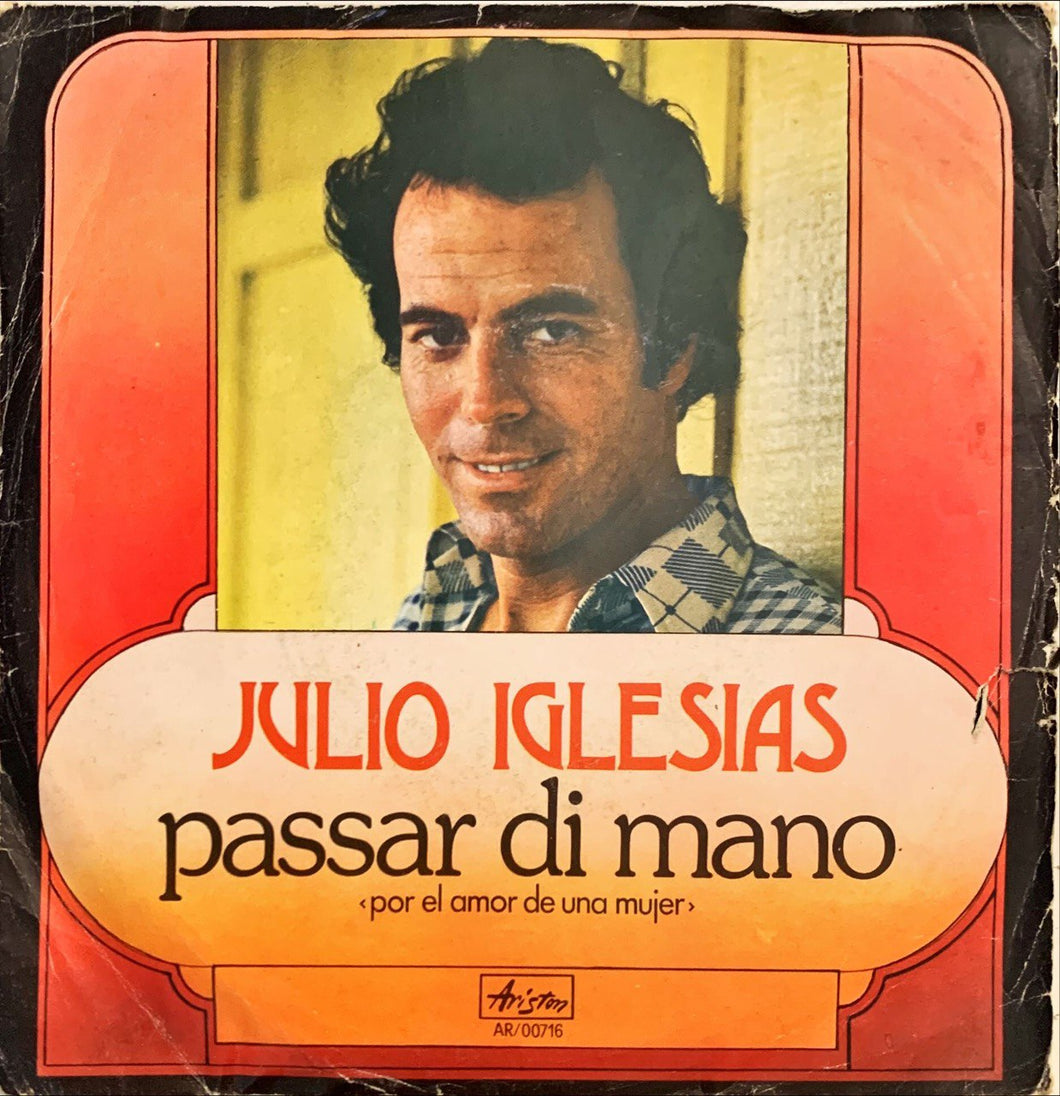 JULIO IGLESIAS
passar di mano
‹por el amor de una mujer›
Ariston
AR/00716